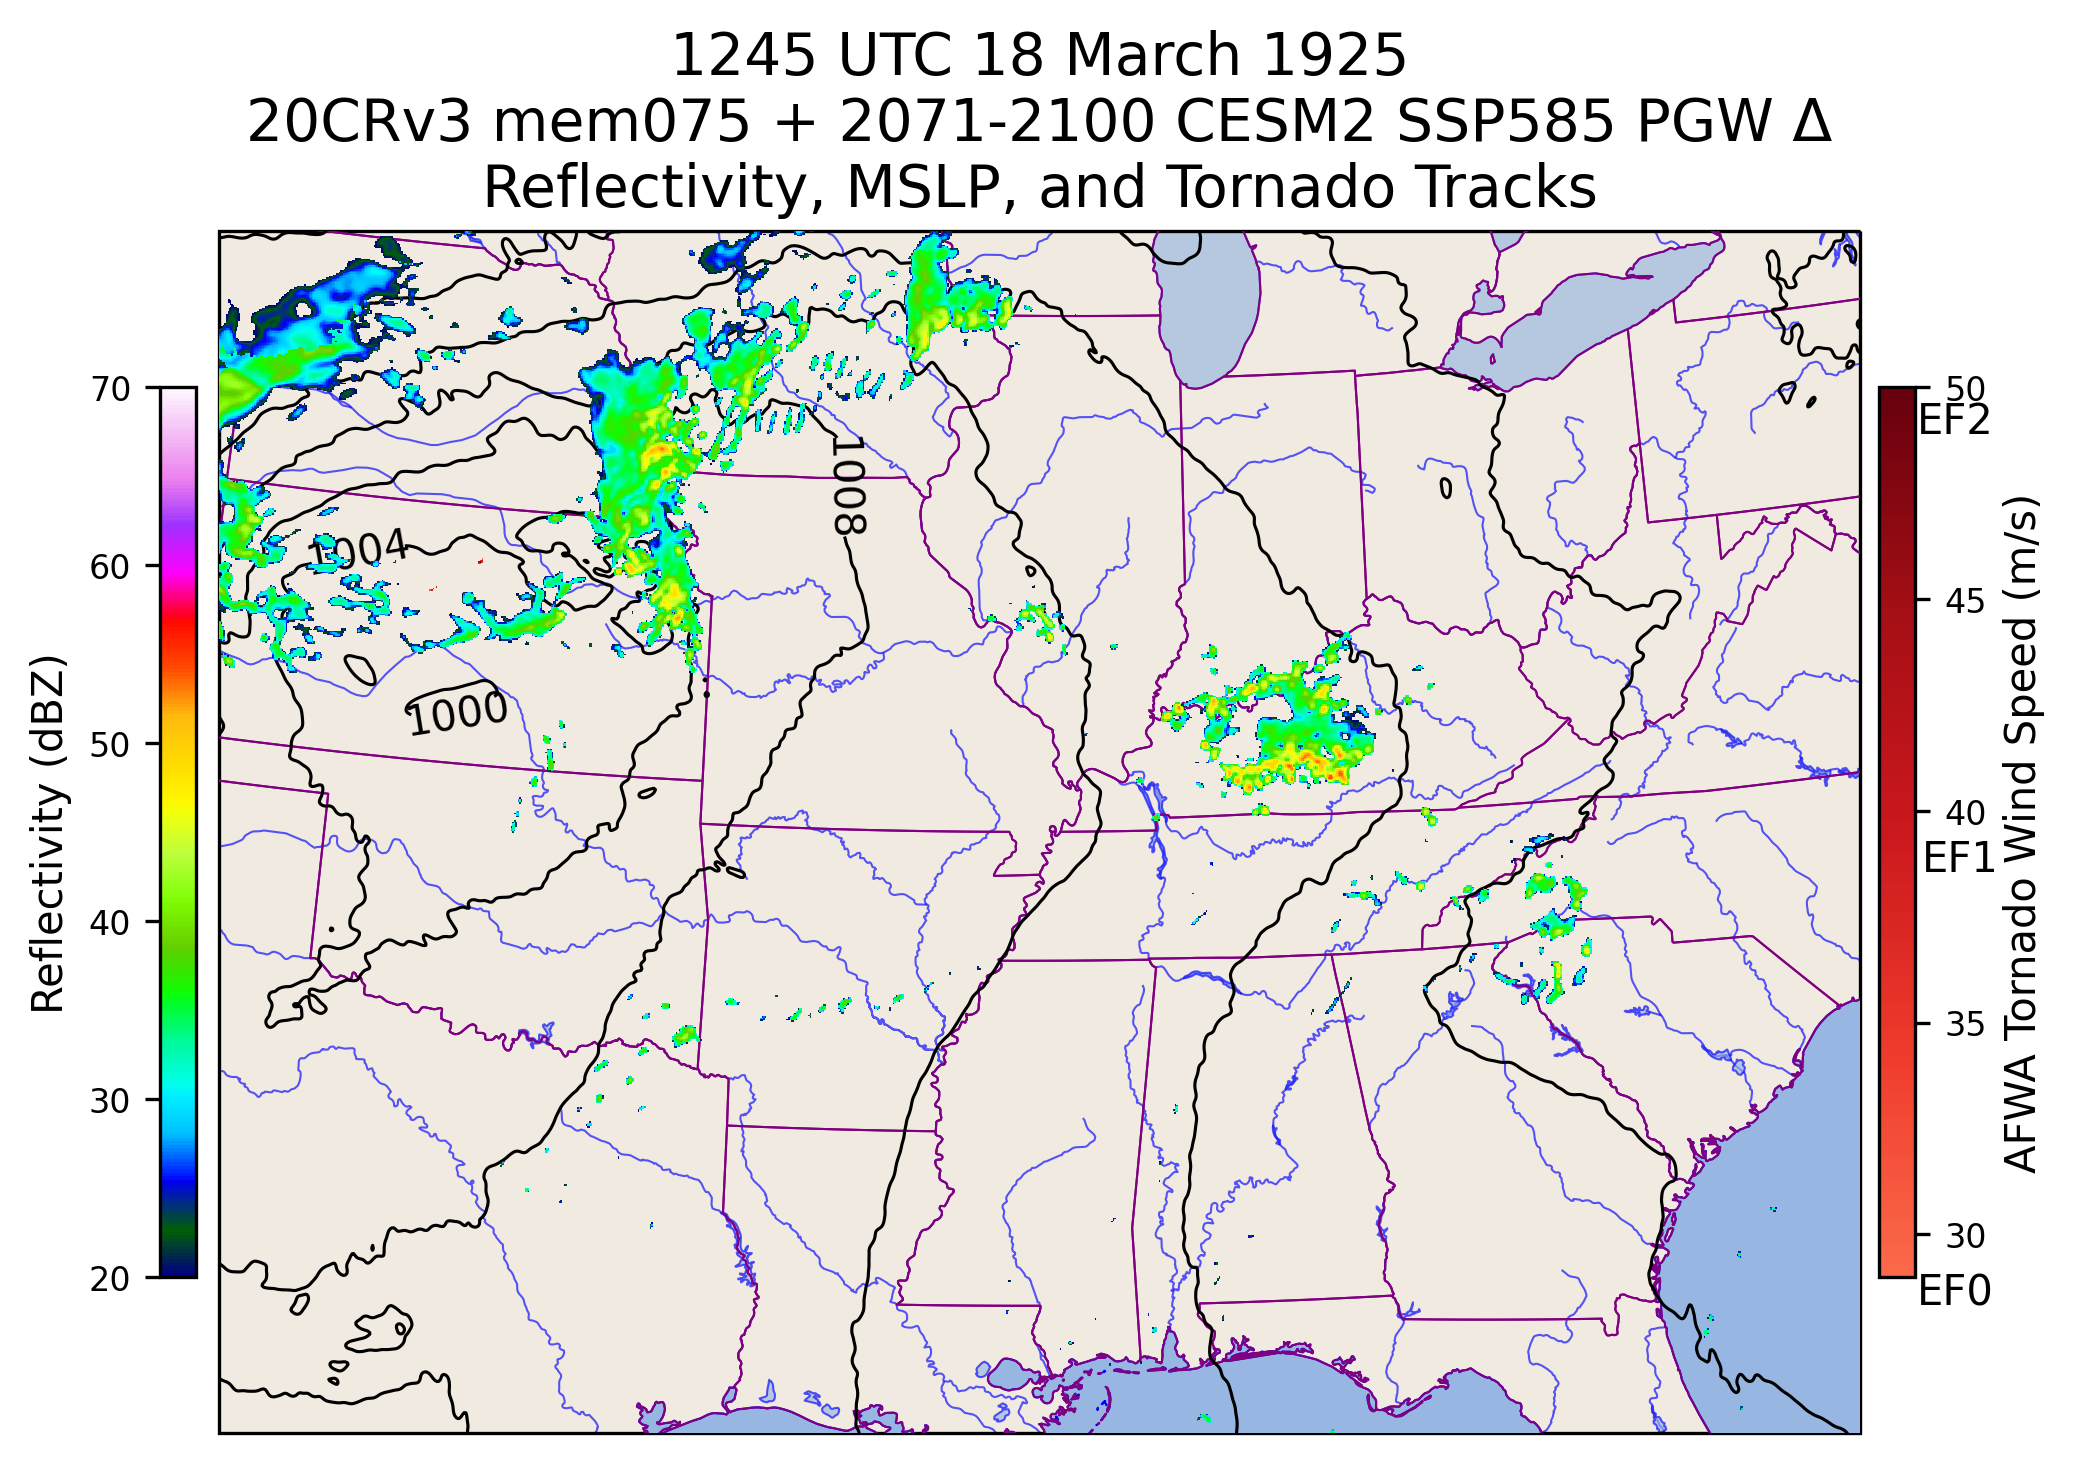 1245 UTC 18 March 1925
20CRv3 mem075 + 2071-2100 CESM2 SSP585 PGW Δ
Reflectivity, MSLP, and Tornado Tracks
Reflectivity (dBZ)
70
60
50
40
30
20
1004
1000
1008
50
EF2
45
40
EF1
35
30
EF0
AFWA Tornado Wind Speed (m/s)